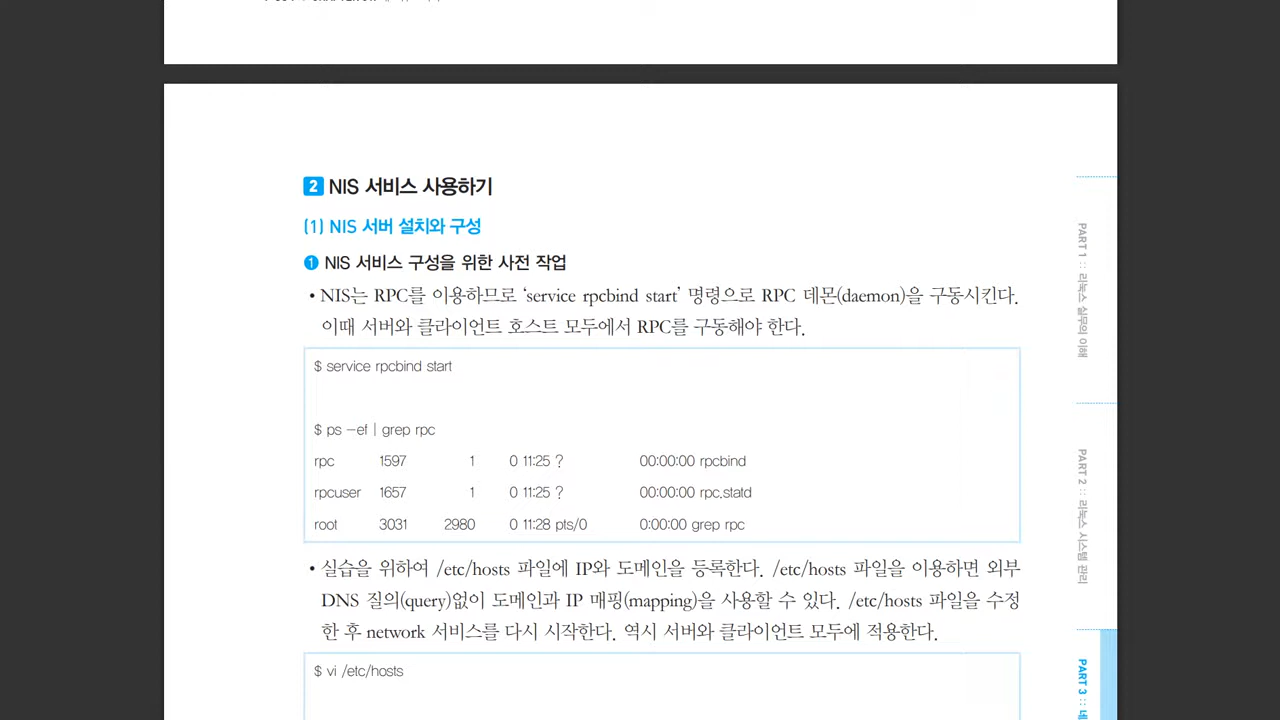 2 NIS 서비스 사용하기
(1) NIS 서버 설치와 구성
1 NIS 서비스 구성을 위한 사전 작업
• NIS는 RPC를 이용하므로 ‘service rpcbind start’ 명령으로 RPC 데몬(daemon)을 구동시킨다.
이때 서버와 클라이언트 호스트 모두에서 RPC를 구동해야 한다.
$ service rpcbind start
$ ps –ef | grep rpc
rpc 1597 1 0 11:25 ? 00:00:00 rpcbind
rpcuser 1657 1 0 11:25 ? 00:00:00 rpc.statd
root 3031 2980 0 11:28 pts/0 0:00:00 grep rpc
• 실습을 위하여 /etc/hosts 파일에 IP와 도메인을 등록한다. /etc/hosts 파일을 이용하면 외부
DNS 질의(query)없이 도메인과 IP 매핑(mapping)을 사용할 수 있다. /etc/hosts 파일을 수정
한 후 network 서비스를 다시 시작한다. 역시 서버와 클라이언트 모두에 적용한다.
$ vi /etc/hosts
PART 1 :: 리눅스 실무의 이해
PART 2 :: 리눅스 시스템 관리
PART 3 ::